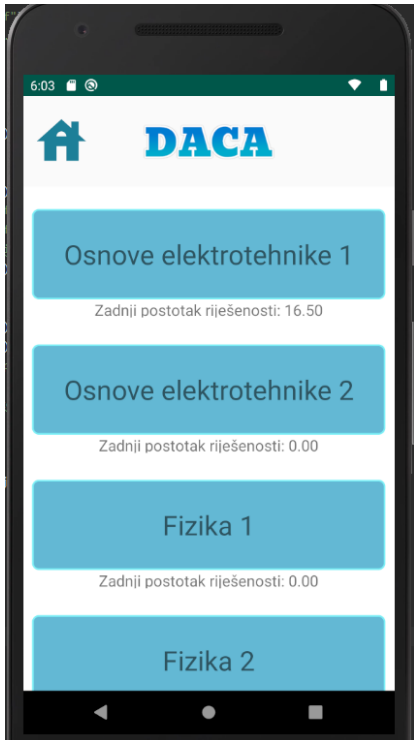 6:03
DACA
Osnove elektrotehnike 1
Zadnji postotak riješenosti: 16.50
Osnove elektrotehnike 2
Zadnji postotak riješenosti: 0.00
Fizika 1
Zadnji postotak riješenosti: 0.00
Fizika 2